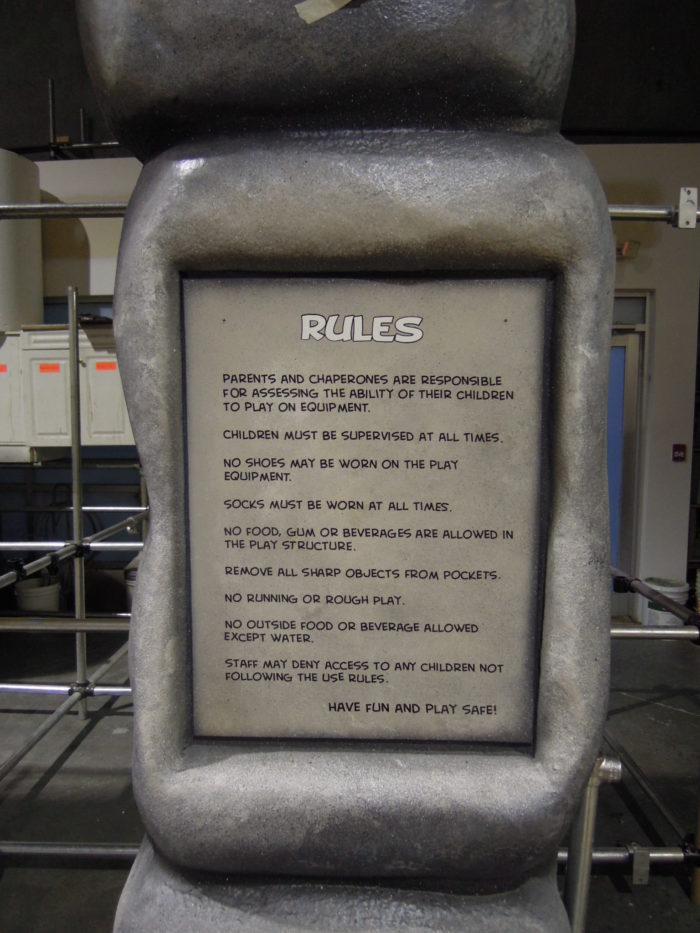 RULES
PARENTS AND CHAPERONES ARE RESPONSIBLE
FOR ASSESSING THE ABILITY OF THEIR CHILDREN
TO PLAY ON EQUIPMENT.
CHILDREN MUST BE SUPERVISED AT ALL TIMES.
NO SHOES MAY BE WORN ON THE PLAY
EQUIPMENT.
SOCKS MUST BE WORN AT ALL TIMES.
NO FOOD, GUM OR BEVERAGES ARE ALLOWED IN
THE PLAY STRUCTURE.
REMOVE ALL SHARP OBJECTS FROM POCKETS.
NO RUNNING OR ROUGH PLAY.
NO OUTSIDE FOOD OR BEVERAGE ALLOWED
EXCEPT WATER.
STAFF MAY DENY ACCESS TO ANY CHILDREN NOT
FOLLOWING THE USE RULES.
HAVE FUN AND PLAY SAFE!